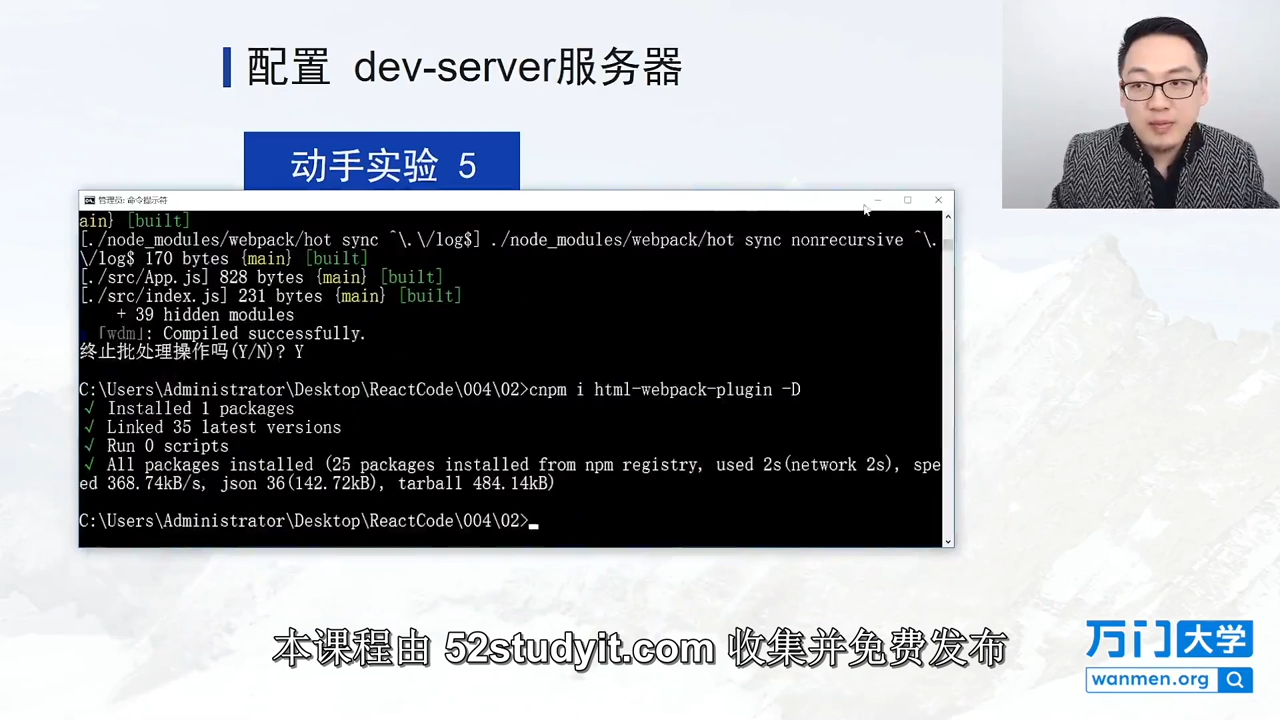 配置 dev-server服务器
动手实验 5
管理员: 命令提示符
ain} [built]
[./node_modules/webpack/hot sync ^\.\/log$] ./node_modules/webpack/hot sync nonrecursive ^\.
\/log$ 170 bytes {main} [built]
[./src/App.js] 828 bytes {main} [built]
[./src/index.js] 231 bytes {main} [built]
+ 39 hidden modules
「wdm」: Compiled successfully.
终止批处理操作吗(Y/N)? Y
C:\Users\Administrator\Desktop\ReactCode\004\02>cnpm i html-webpack-plugin -D
√ Installed 1 packages
√ Linked 35 latest versions
√ Run 0 scripts
√ All packages installed (25 packages installed from npm registry, used 2s(network 2s), spe
ed 368.74kB/s, json 36(142.72kB), tarball 484.14kB)
C:\Users\Administrator\Desktop\ReactCode\004\02>
本课程由 52studyit.com 收集并免费发布
万门大学
wanmen.org